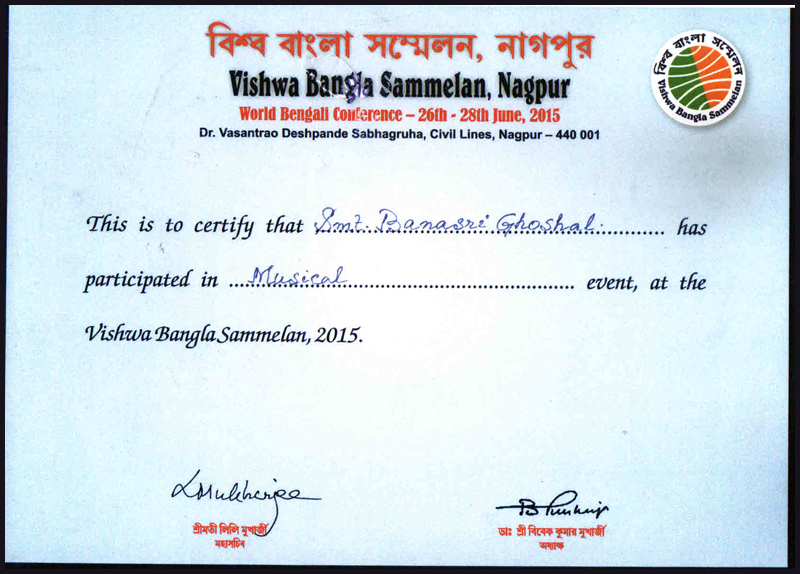 বিশ্ব বাংলা সম্মেলন, নাগপুর
Vishwa Bangla Sammelan, Nagpur
World Bengali Conference – 26th - 28th June, 2015
Dr. Vasantrao Deshpande Sabhagruha, Civil Lines, Nagpur – 440 001
বিশ্ব বাংলা সম্মেলন
Vishwa Bangla Sammelan
This is to certify that Smt. Banasri Ghoshal has
participated in Musical event, at the
Vishwa Bangla Sammelan, 2015.
LMukherjee
শ্রীমতী লিলি মুখার্জী
মহাসচিব
ডাঃ শ্রী বিবেক কুমার মুখার্জী
অধ্যক্ষ